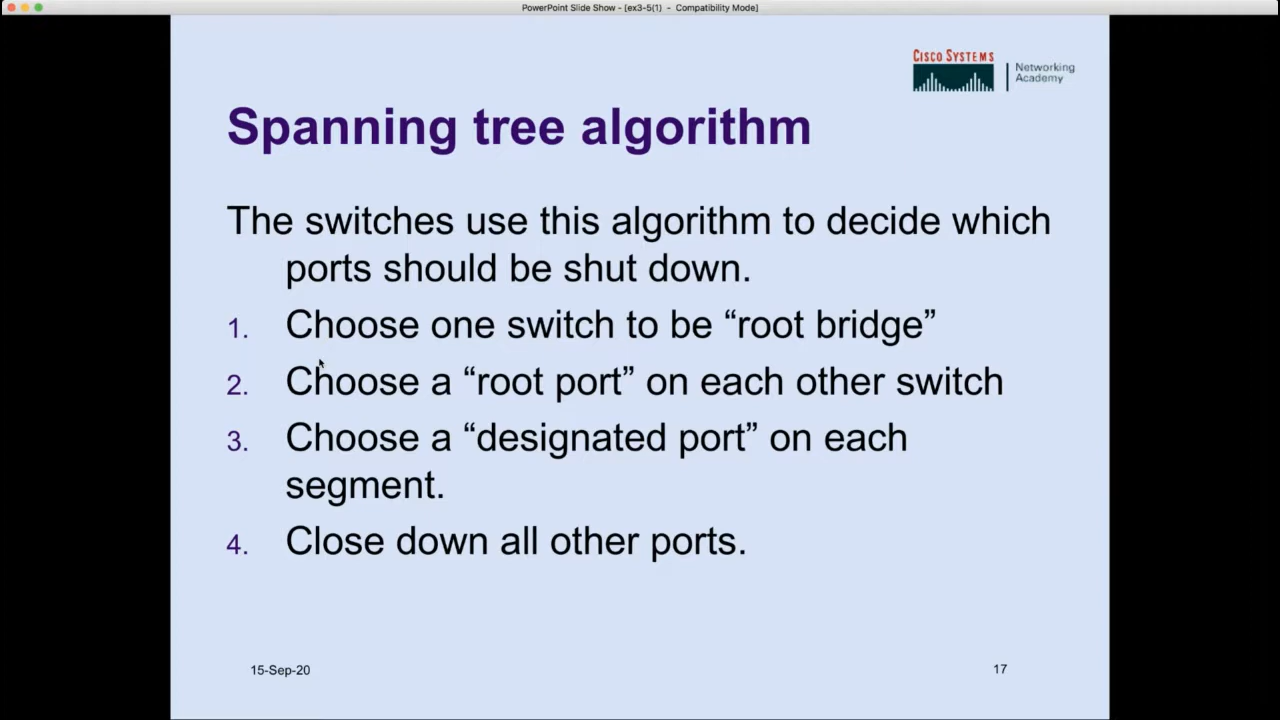 PowerPoint Slide Show - [ex3-5(1) - Compatibility Mode]
CISCO SYSTEMS
Networking
Academy
Spanning tree algorithm
The switches use this algorithm to decide which
ports should be shut down.
1. Choose one switch to be “root bridge”
2. Choose a “root port” on each other switch
3. Choose a “designated port” on each
segment.
4. Close down all other ports.
15-Sep-20
17